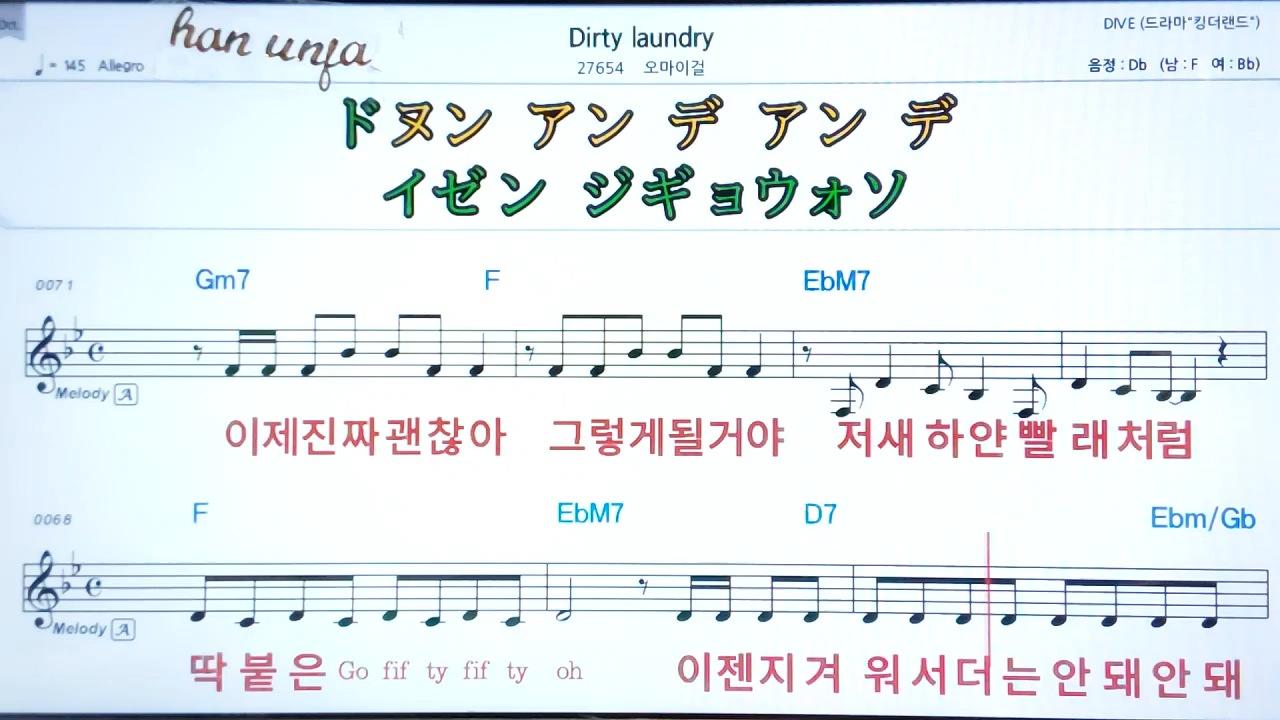 han unfa
Dirty laundry
DIVE (드라마"킹더랜드")
♩ = 145 Allegro
27654 오마이걸
음정 : Db (남 : F 여 : Bb)
ドヌン アン デ アン デ
イゼン ジギョウォソ
0071 Gm7 F EbM7
Melody A
이제진짜괜찮아 그렇게될거야 저새하얀빨래처럼
0068 F EbM7 D7 Ebm/Gb
Melody A
딱붙은 Go fif ty fif ty oh 이젠지겨워서더는안돼안돼